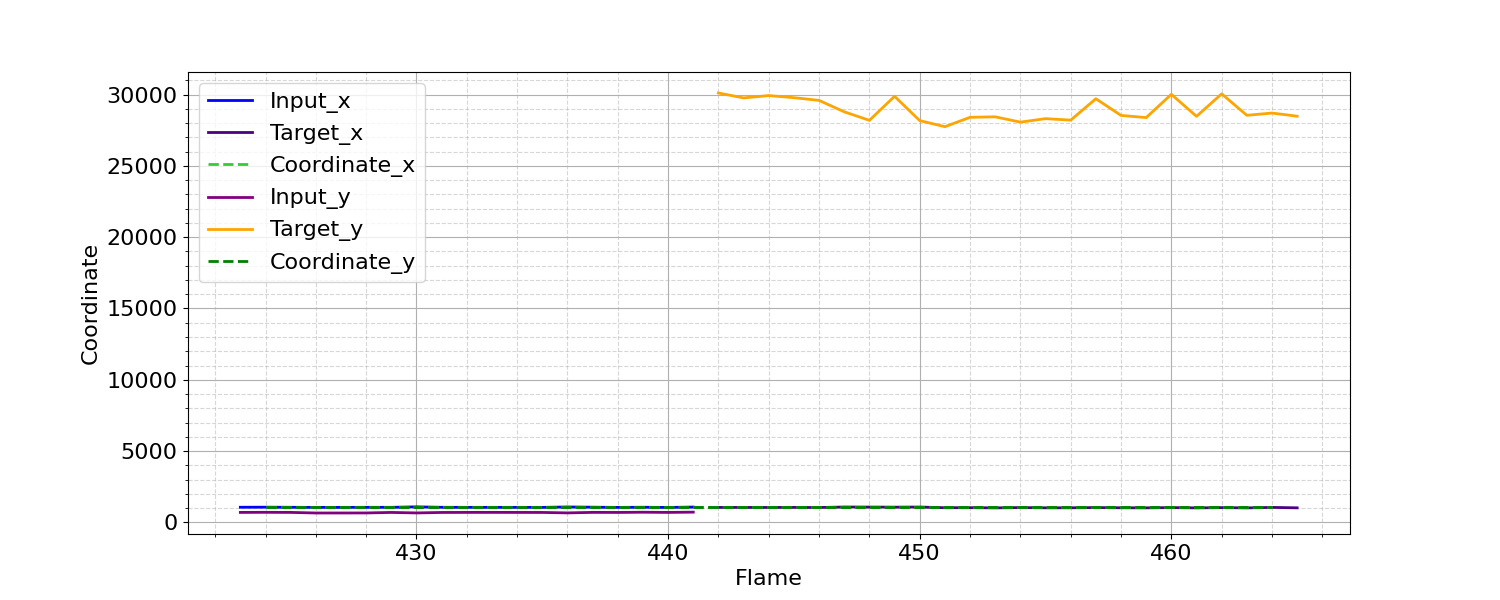 30000
25000
20000
15000
10000
5000
0
Coordinate
Input_x
Target_x
Coordinate_x
Input_y
Target_y
Coordinate_y
430
440
450
460
Flame